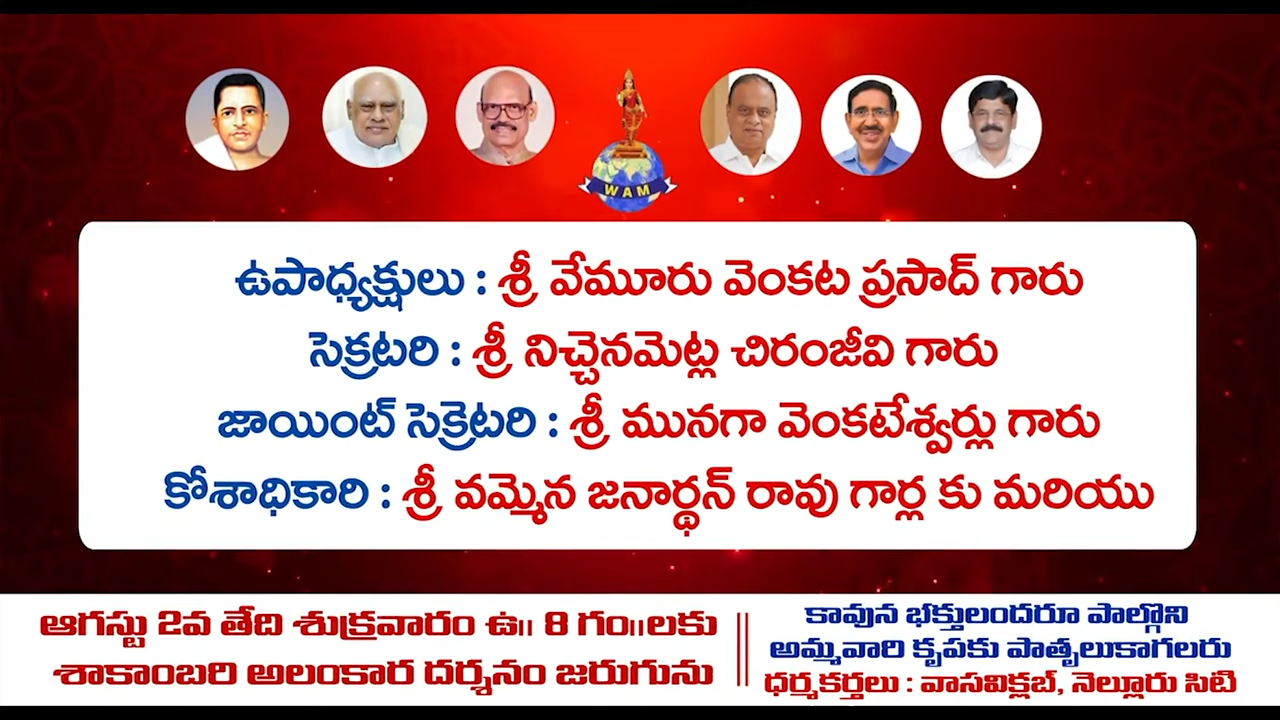 WAM
ఉపాధ్యక్షులు : శ్రీ వేమూరు వెంకట ప్రసాద్ గారు
సెక్రటరి : శ్రీ నిచ్చెనమెట్ల చిరంజీవి గారు
జాయింట్ సెక్రెటరి : శ్రీ మునగా వెంకటేశ్వర్లు గారు
కోశాధికారి : శ్రీ వమ్మెన జనార్థన్ రావు గార్ల కు మరియు
ఆగస్టు 2వ తేది శుక్రవారం ఉ॥ 8 గం॥లకు
శాకాంబరి అలంకార దర్శనం జరుగును
కావున భక్తులందరూ పాల్గొని
అమ్మవారి కృపకు పాతృలుకాగలరు
ధర్మకర్తలు : వాసవిక్లబ్, నెల్లూరు సిటి